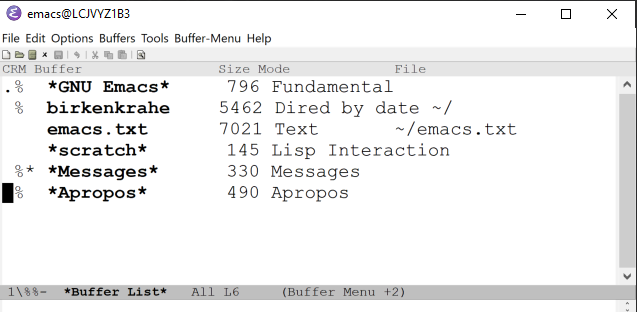 emacs@LCJVYZ1B3
File Edit Options Buffers Tools Buffer-Menu Help
CRM Buffer Size Mode File
.% *GNU Emacs* 796 Fundamental
% birkenkrahe 5462 Dired by date ~/
emacs.txt 7021 Text ~/emacs.txt
*scratch* 145 Lisp Interaction
%* *Messages* 330 Messages
% *Apropos* 490 Apropos
1\%%- *Buffer List* All L6 (Buffer Menu +2)